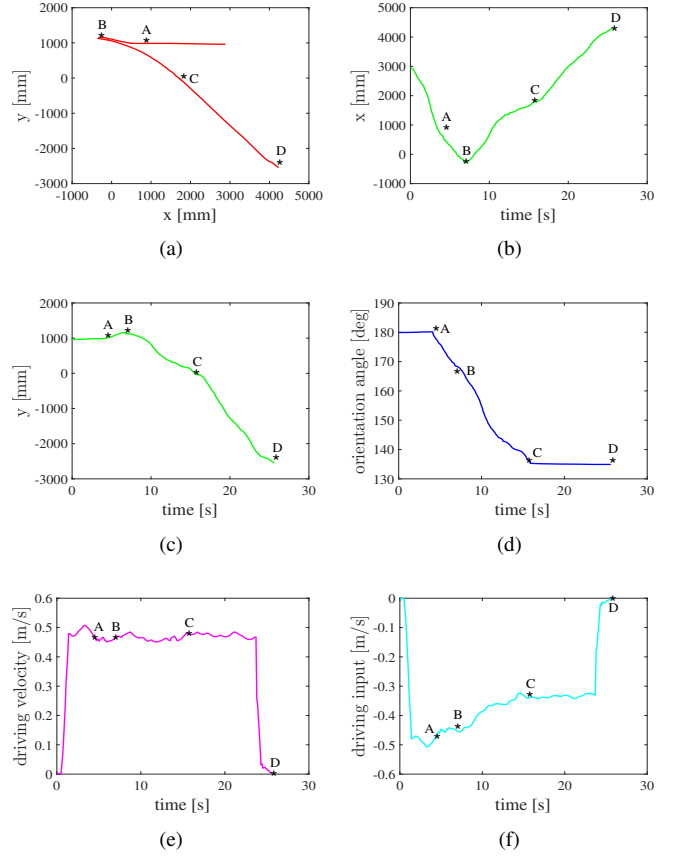 2000
1000
0
-1000
-2000
-3000
y [mm]
-1000 0 1000 2000 3000 4000 5000
x [mm]
B
A
C
D
(a)
5000
4000
3000
2000
1000
0
-1000
x [mm]
0 10 20 30
time [s]
D
C
A
B
(b)
2000
1000
0
-1000
-2000
-3000
y [mm]
0 10 20 30
time [s]
A
B
C
D
(c)
190
180
170
160
150
140
130
orientation angle [deg]
0 10 20 30
time [s]
A
B
C
D
(d)
0.6
0.5
0.4
0.3
0.2
0.1
0
driving velocity [m/s]
0 10 20 30
time [s]
A
B
C
D
(e)
0
-0.1
-0.2
-0.3
-0.4
-0.5
-0.6
driving input [m/s]
0 10 20 30
time [s]
D
C
B
A
(f)